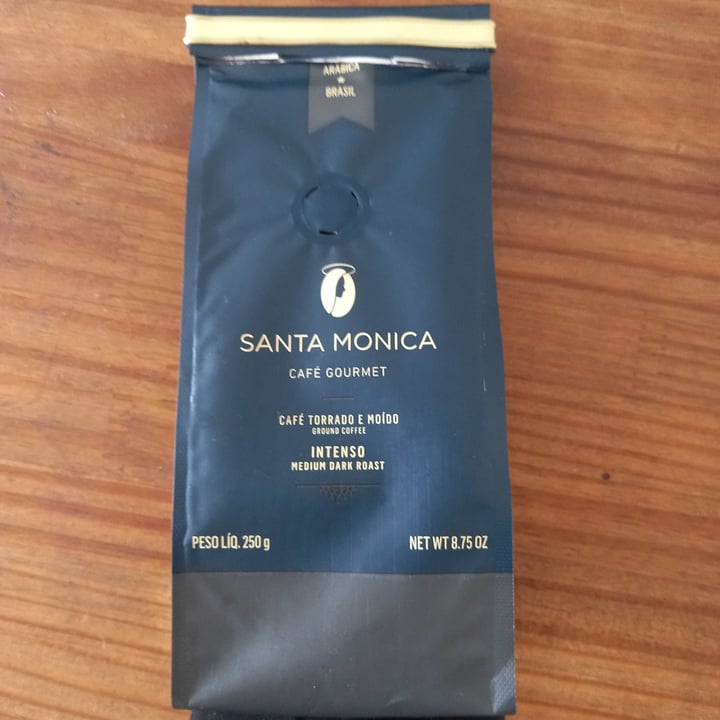 ARÁBICA
BRASIL
SANTA MONICA
CAFÉ GOURMET
CAFÉ TORRADO E MOÍDO
GROUND COFFEE
INTENSO
MEDIUM DARK ROAST
PESO LÍQ. 250 g
NET WT 8.75 OZ